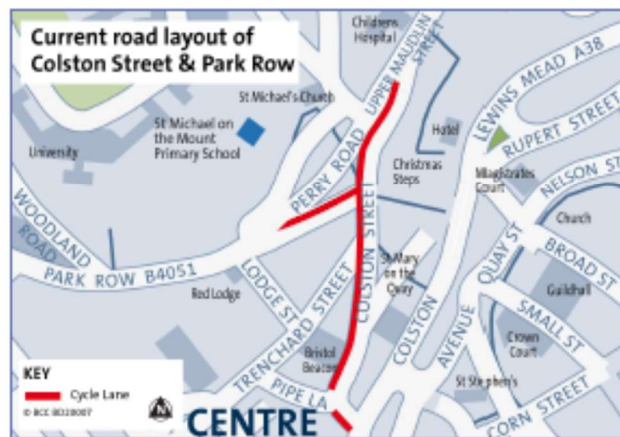 Current road layout of
Colston Street & Park Row
Childrens
Hospital
UPPER MAUDLIN
STREET
LEWINS MEAD A38
RUPERT STREET
St Michael's Church
St Michael on
the Mount
Primary School
University
Hotel
PERRY ROAD
Christmas
Steps
Magistrates
Court
NELSON ST
WOODLAND
ROAD
PARK ROW B4051
Red Lodge
LODGE ST
TRENCHARD STREET
COLSTON STREET
St Mary
on the
Quay
COLSTON
AVENUE
QUAY ST
Church
BROAD ST
Guildhall
SMALL ST
Crown
Court
Bristol
Beacon
PIPE LA
St Stephen's
CORN STREET
CENTRE
KEY
Cycle Lane
© BCC BD20007
N